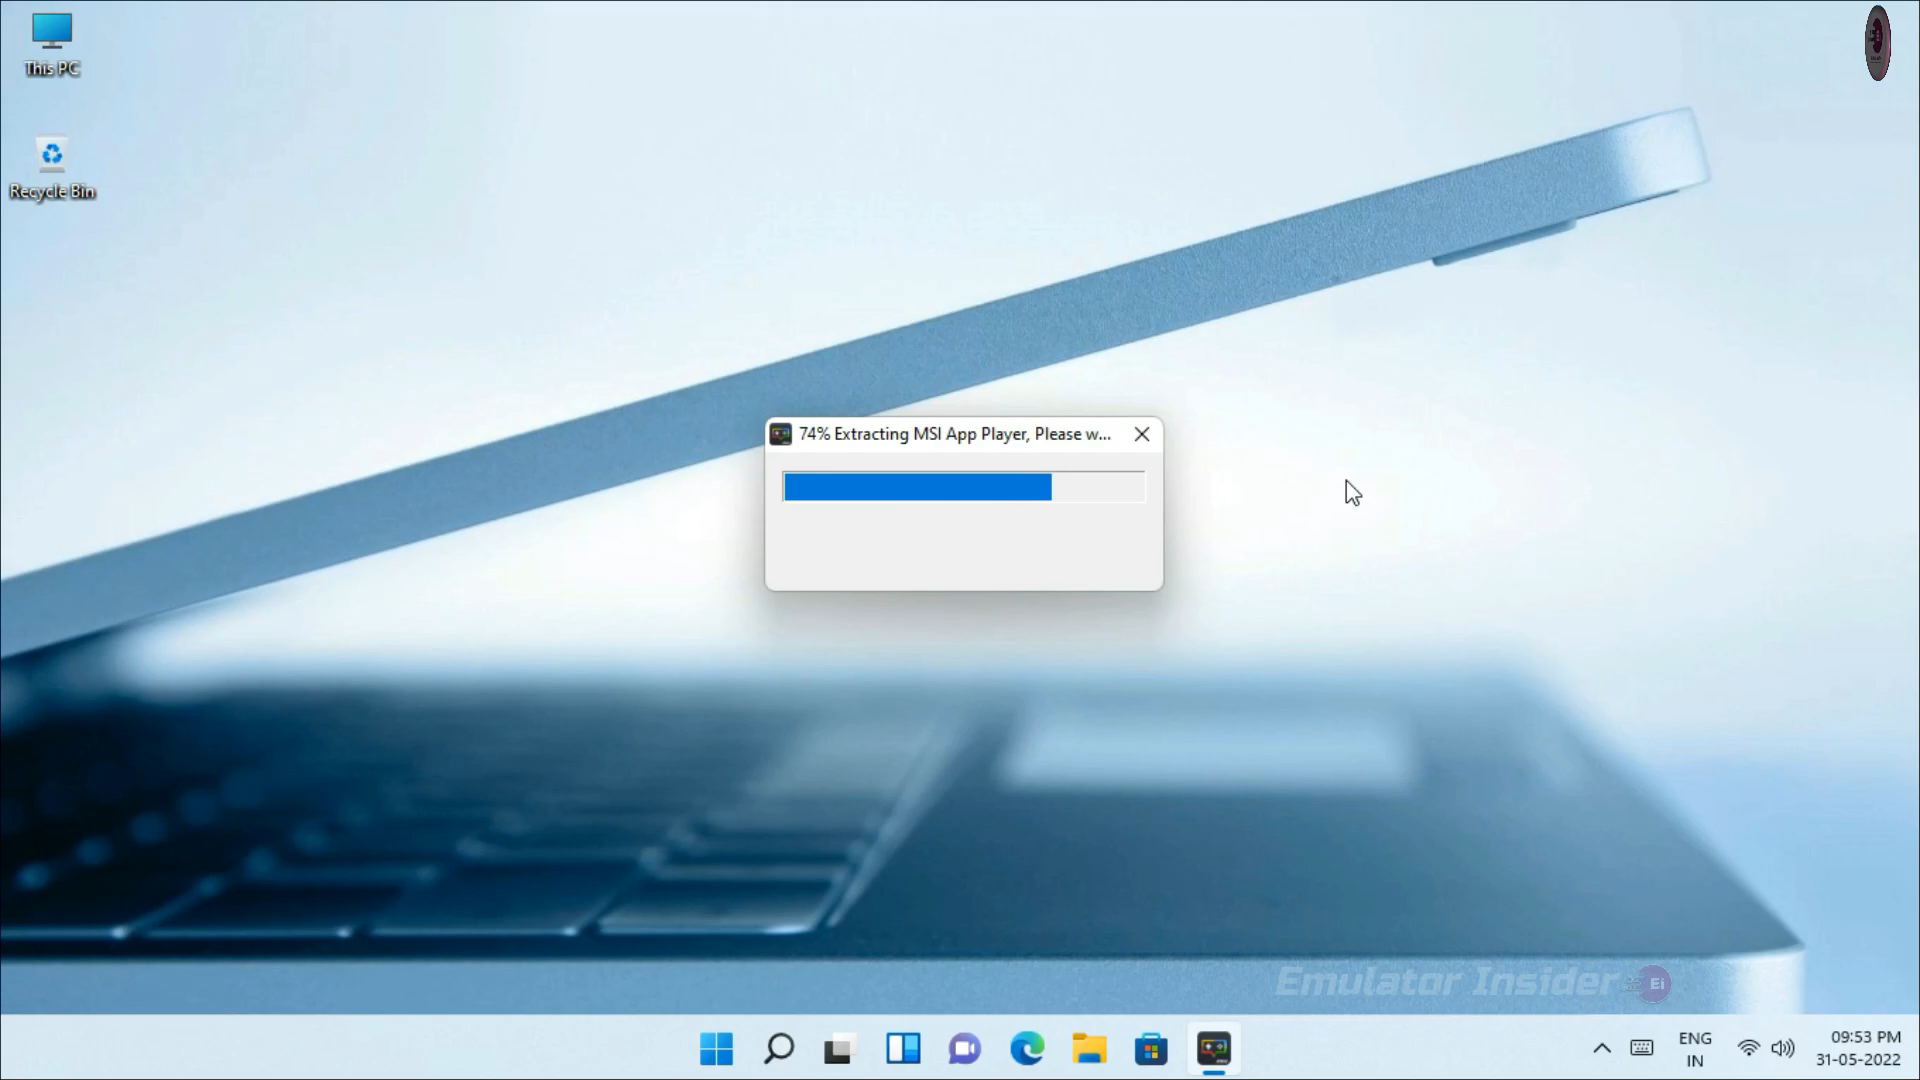 This PC
Recycle Bin
74% Extracting MSI App Player, Please w...
Emulator Insider
Ei
ENG
IN
09:53 PM
31-05-2022